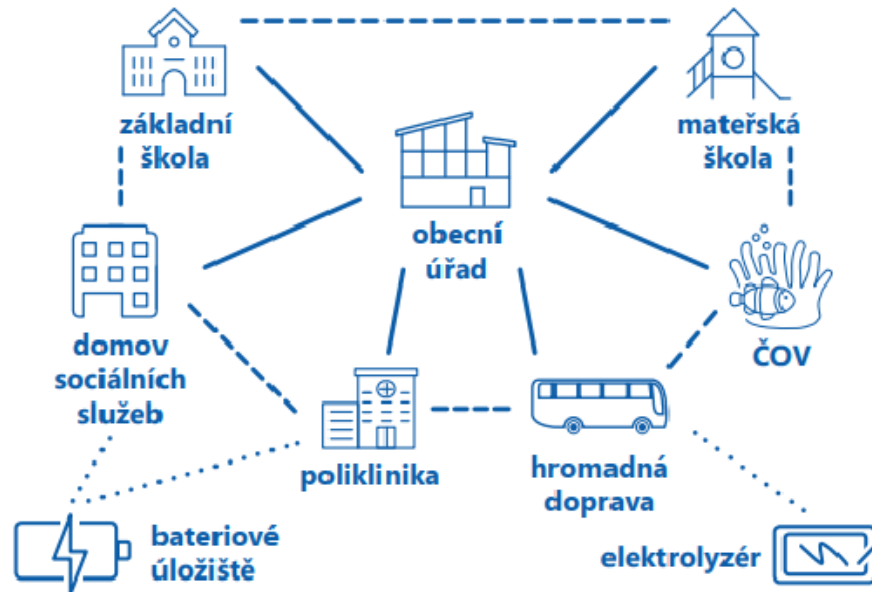 základní
škola
mateřská
škola
obecní
úřad
domov
sociálních
služeb
ČOV
poliklinika
hromadná
doprava
bateriové
úložiště
elektrolyzér